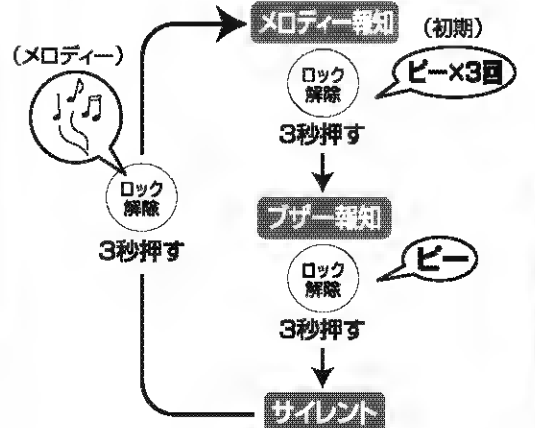 メロディー報知
(初期)
(メロディー)
ロック
解除
ピー×3回
3秒押す
ロック
解除
3秒押す
ブザー報知
ロック
解除
ピー
3秒押す
サイレント